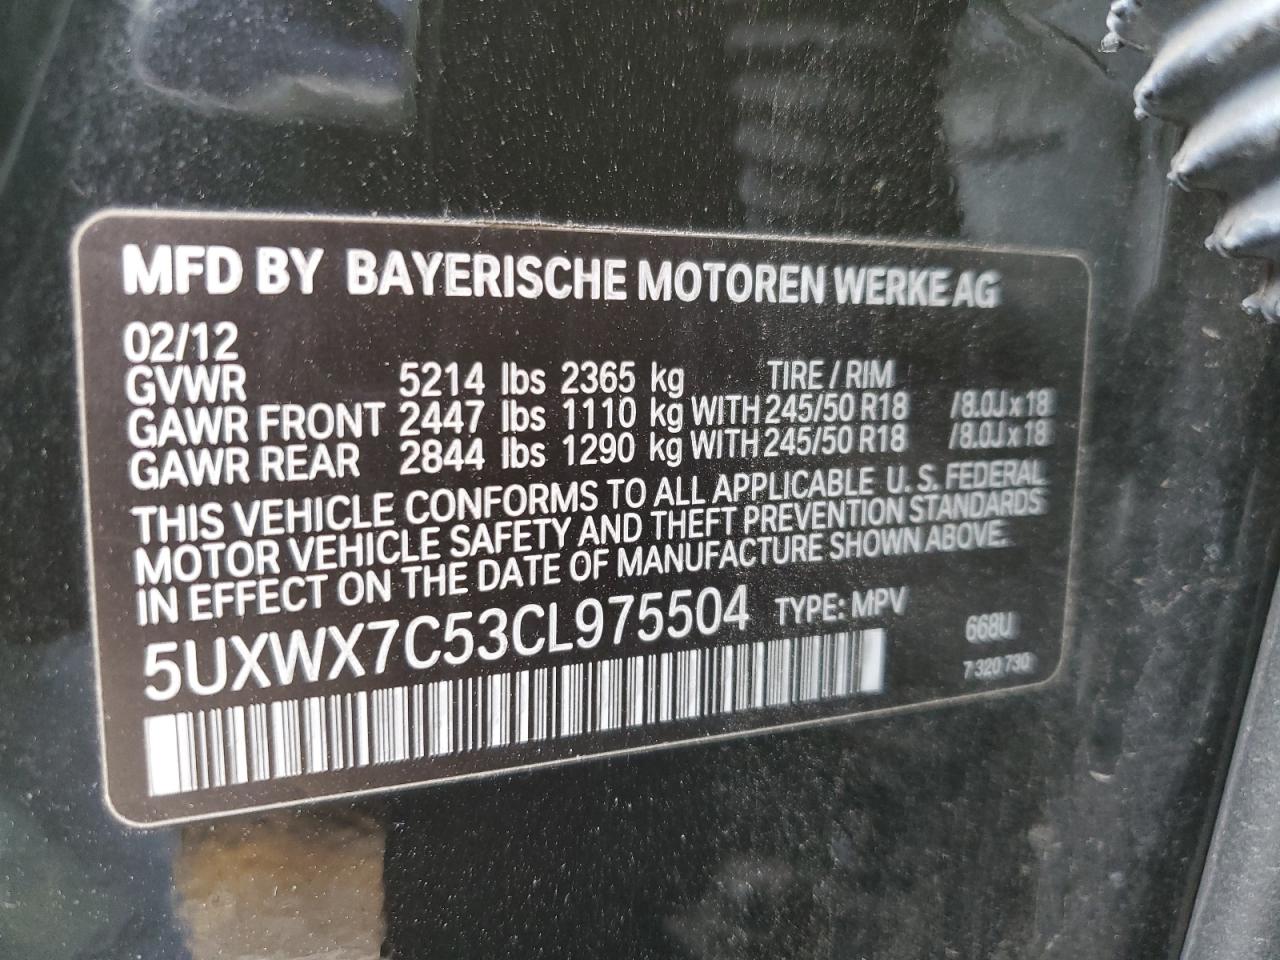 MFD BY BAYERISCHE MOTOREN WERKE AG
02/12
GVWR 5214 lbs 2365 kg TIRE / RIM
GAWR FRONT 2447 lbs 1110 kg WITH 245/50 R18 /8.0J x 18
GAWR REAR 2844 lbs 1290 kg WITH 245/50 R18 /8.0J x 18
THIS VEHICLE CONFORMS TO ALL APPLICABLE U. S. FEDERAL
MOTOR VEHICLE SAFETY AND THEFT PREVENTION STANDARDS
IN EFFECT ON THE DATE OF MANUFACTURE SHOWN ABOVE.
5UXWX7C53CL975504 TYPE: MPV
668U
7 320 730